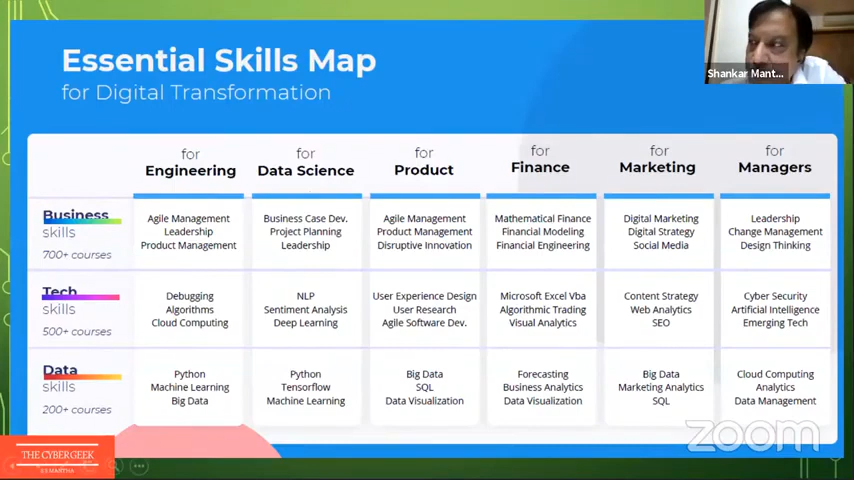 Essential Skills Map
for Digital Transformation
Shankar Mant...
for
Engineering
for
Data Science
for
Product
for
Finance
for
Marketing
for
Managers
Business
skills
700+ courses
Agile Management
Leadership
Product Management
Business Case Dev.
Project Planning
Leadership
Agile Management
Product Management
Disruptive Innovation
Mathematical Finance
Financial Modeling
Financial Engineering
Digital Marketing
Digital Strategy
Social Media
Leadership
Change Management
Design Thinking
Tech
skills
500+ courses
Debugging
Algorithms
Cloud Computing
NLP
Sentiment Analysis
Deep Learning
User Experience Design
User Research
Agile Software Dev.
Microsoft Excel Vba
Algorithmic Trading
Visual Analytics
Content Strategy
Web Analytics
SEO
Cyber Security
Artificial Intelligence
Emerging Tech
Data
skills
200+ courses
Python
Machine Learning
Big Data
Python
Tensorflow
Machine Learning
Big Data
SQL
Data Visualization
Forecasting
Business Analytics
Data Visualization
Big Data
Marketing Analytics
SQL
Cloud Computing
Analytics
Data Management
zoom
THE CYBERGEEK